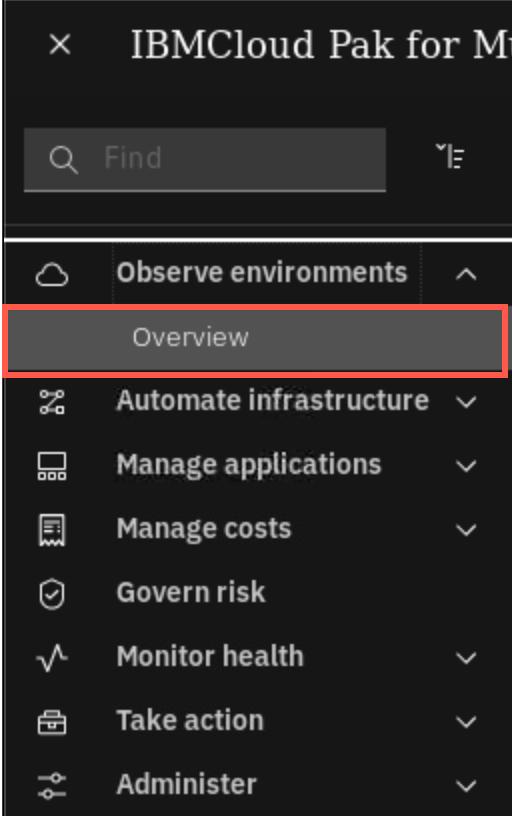 IBMCloud Pak for
Find
Observe environments
Overview
Automate infrastructure
Manage applications
Manage costs
Govern risk
Monitor health
Take action
Administer